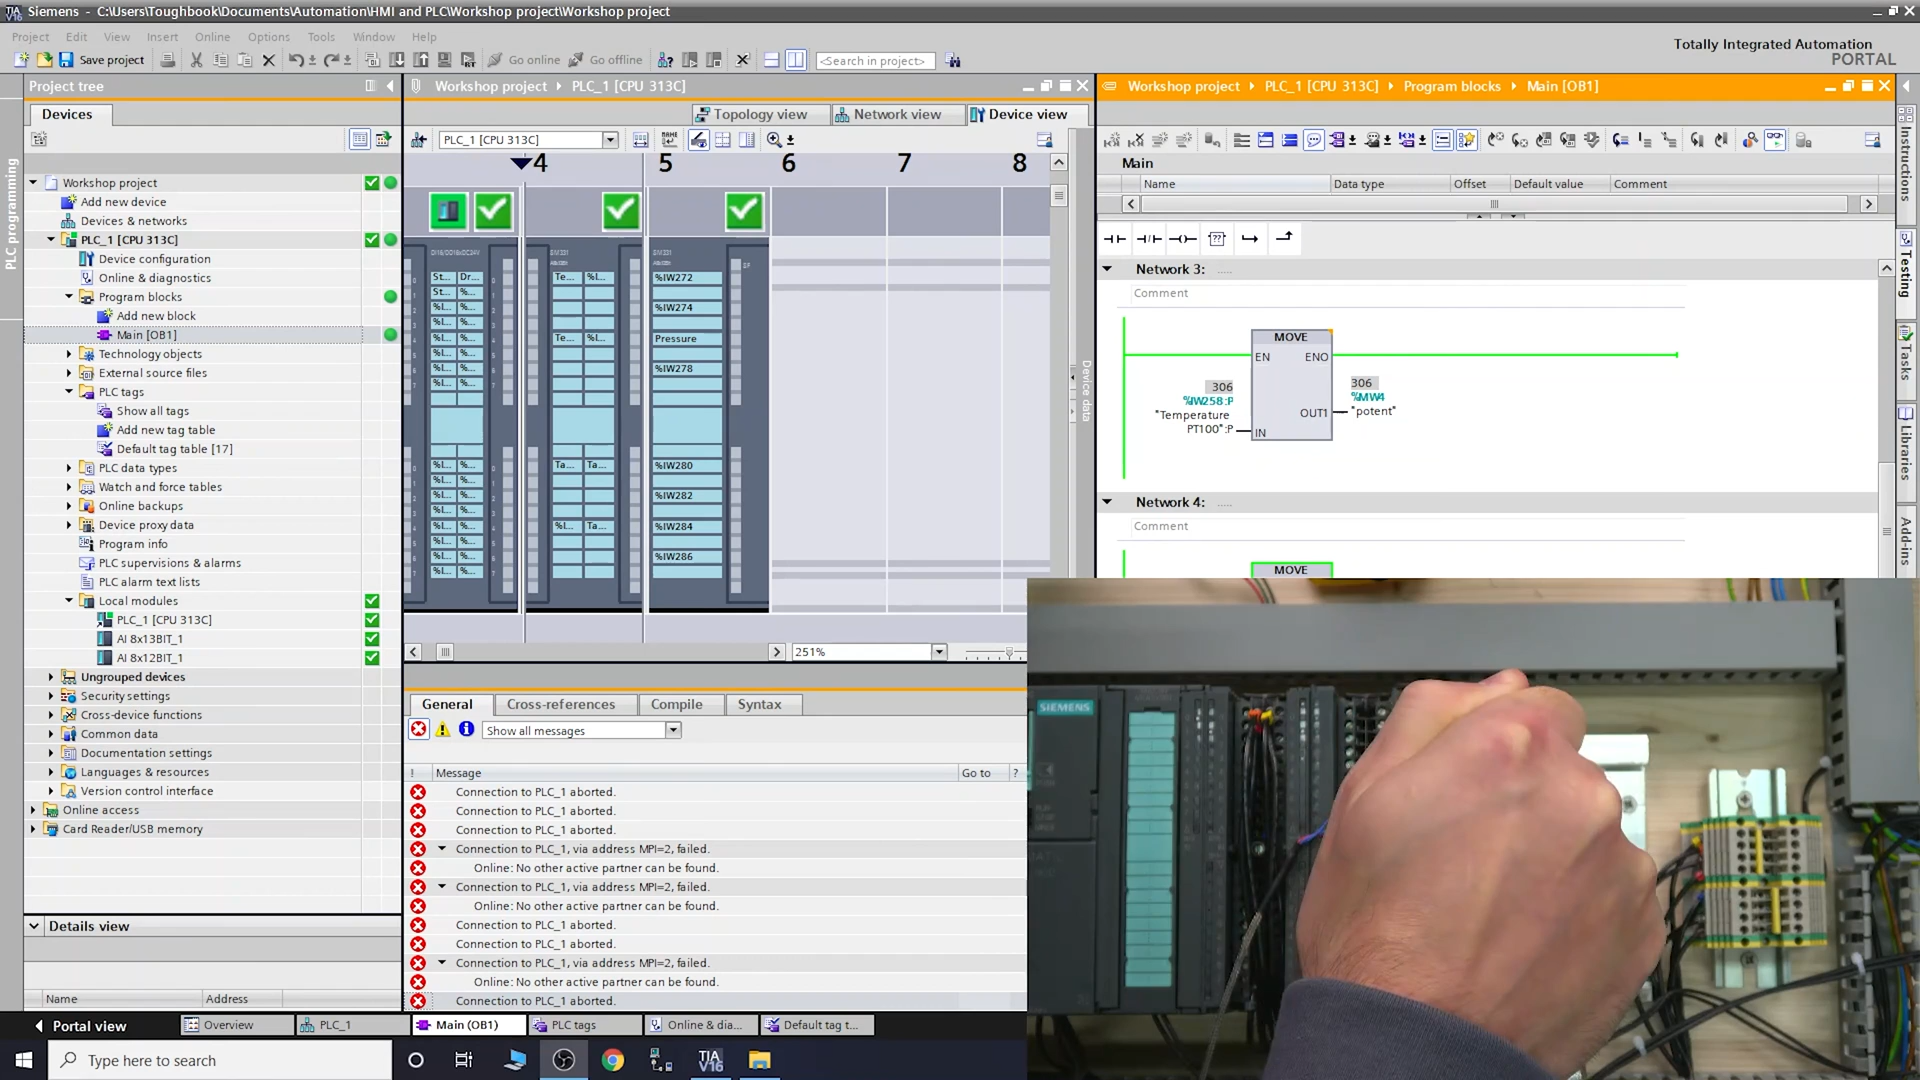 Siemens - C:\Users\Toughbook\Documents\Automation\HMI and PLC\Workshop project\Workshop project
Project Edit View Insert Online Options Tools Window Help
Totally Integrated Automation
PORTAL
Save project
Go online
Go offline
<Search in project>
Project tree
Devices
PLC programming
Workshop project
Add new device
Devices & networks
PLC_1 [CPU 313C]
Device configuration
Online & diagnostics
Program blocks
Add new block
Main [OB1]
Technology objects
External source files
PLC tags
Show all tags
Add new tag table
Default tag table [17]
PLC data types
Watch and force tables
Online backups
Device proxy data
Program info
PLC supervisions & alarms
PLC alarm text lists
Local modules
PLC_1 [CPU 313C]
AI 8x13BIT_1
AI 8x12BIT_1
Ungrouped devices
Security settings
Cross-device functions
Common data
Documentation settings
Languages & resources
Version control interface
Online access
Card Reader/USB memory
Details view
Name Address
Workshop project PLC_1 [CPU 313C]
Topology view Network view Device view
PLC_1 [CPU 313C]
4 5 6 7 8
St... Dr...
Te... %I...
%IW272
%IW274
Pressure
%IW278
Ta... Ta...
%IW280
%IW282
%I... Ta...
%IW284
%IW286
Device data
251%
General Cross-references Compile Syntax
Show all messages
! Message Go to ?
Connection to PLC_1 aborted.
Connection to PLC_1 aborted.
Connection to PLC_1 aborted.
Connection to PLC_1, via address MPI=2, failed.
Online: No other active partner can be found.
Connection to PLC_1, via address MPI=2, failed.
Online: No other active partner can be found.
Connection to PLC_1 aborted.
Connection to PLC_1 aborted.
Connection to PLC_1, via address MPI=2, failed.
Online: No other active partner can be found.
Connection to PLC_1 aborted.
Workshop project PLC_1 [CPU 313C] Program blocks Main [OB1]
Main
Name Data type Offset Default value Comment
Network 3: .....
Comment
MOVE
EN ENO
306
%IW258:P
"Temperature
PT100":P
IN
306
%MW4
OUT1
"potent"
Network 4: .....
Comment
MOVE
Instructions
Testing
Tasks
Libraries
Add-ins
SIEMENS
Portal view
Overview
PLC_1
Main (OB1)
PLC tags
Online & dia...
Default tag t...
Type here to search
TIA
V16